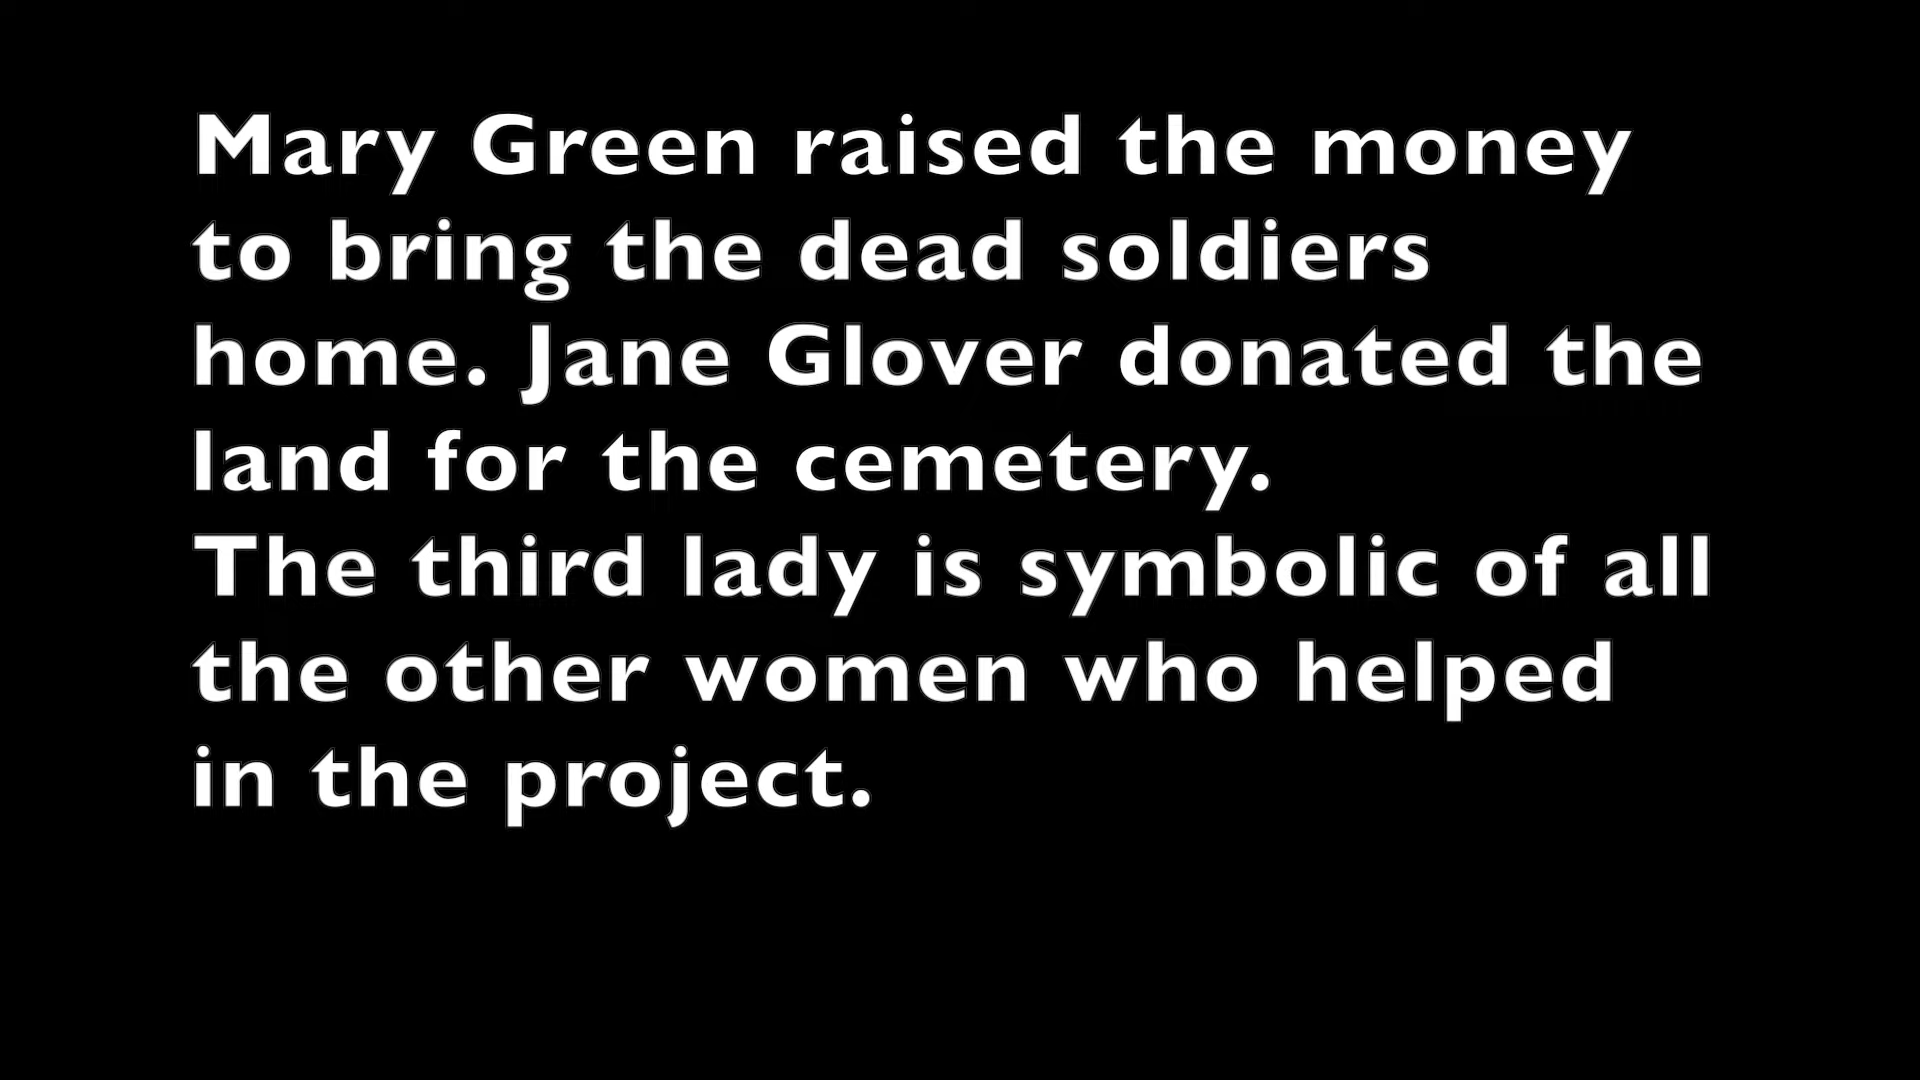 Mary Green raised the money
to bring the dead soldiers
home. Jane Glover donated the
land for the cemetery.
The third lady is symbolic of all
the other women who helped
in the project.